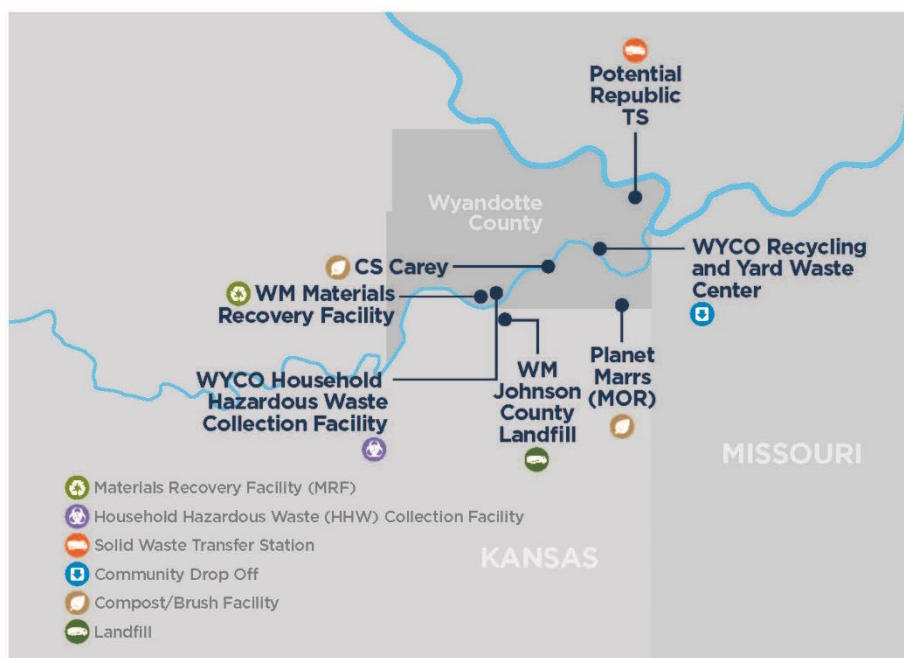 Potential
Republic
TS
Wyandotte
County
WYCO Recycling
and Yard Waste
Center
CS Carey
WM Materials
Recovery Facility
WYCO Household
Hazardous Waste
Collection Facility
WM
Johnson
County
Landfill
Planet
Marrs
(MOR)
MISSOURI
KANSAS
Materials Recovery Facility (MRF)
Household Hazardous Waste (HHW) Collection Facility
Solid Waste Transfer Station
Community Drop Off
Compost/Brush Facility
Landfill